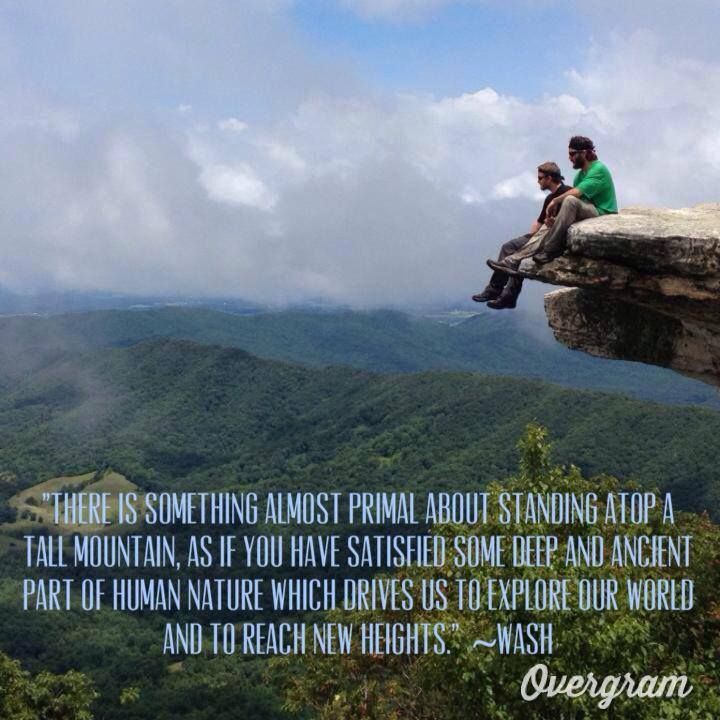 "THERE IS SOMETHING ALMOST PRIMAL ABOUT STANDING ATOP A
TALL MOUNTAIN, AS IF YOU HAVE SATISFIED SOME DEEP AND ANCIENT
PART OF HUMAN NATURE WHICH DRIVES US TO EXPLORE OUR WORLD
AND TO REACH NEW HEIGHTS." ~WASH
Overgram